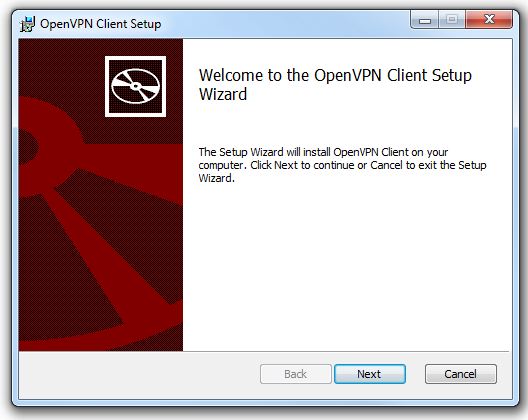 OpenVPN Client Setup
Welcome to the OpenVPN Client Setup
Wizard
The Setup Wizard will install OpenVPN Client on your
computer. Click Next to continue or Cancel to exit the Setup
Wizard.
Back
Next
Cancel